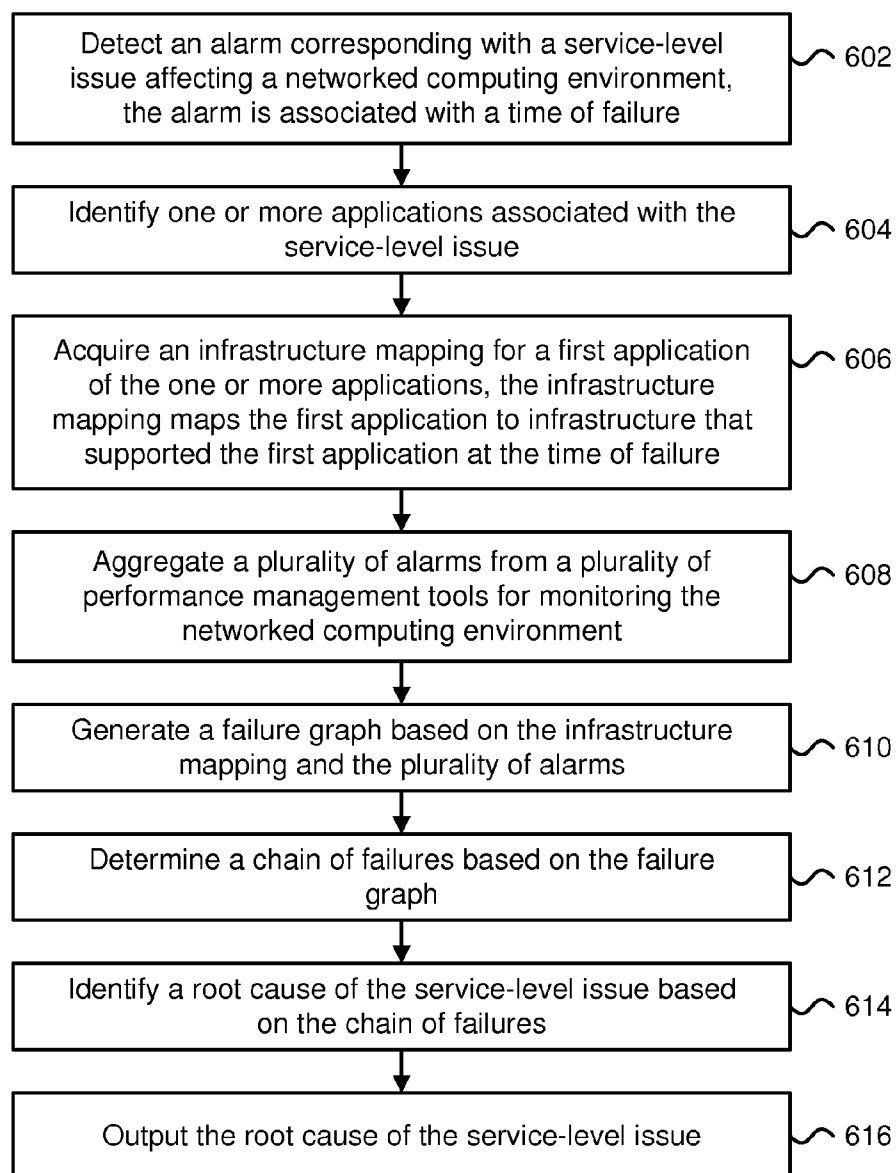 Detect an alarm corresponding with a service-level
issue affecting a networked computing environment,
the alarm is associated with a time of failure
602
Identify one or more applications associated with the
service-level issue
604
Acquire an infrastructure mapping for a first application
of the one or more applications, the infrastructure
mapping maps the first application to infrastructure that
supported the first application at the time of failure
606
Aggregate a plurality of alarms from a plurality of
performance management tools for monitoring the
networked computing environment
608
Generate a failure graph based on the infrastructure
mapping and the plurality of alarms
610
Determine a chain of failures based on the failure
graph
612
Identify a root cause of the service-level issue based
on the chain of failures
614
Output the root cause of the service-level issue
616